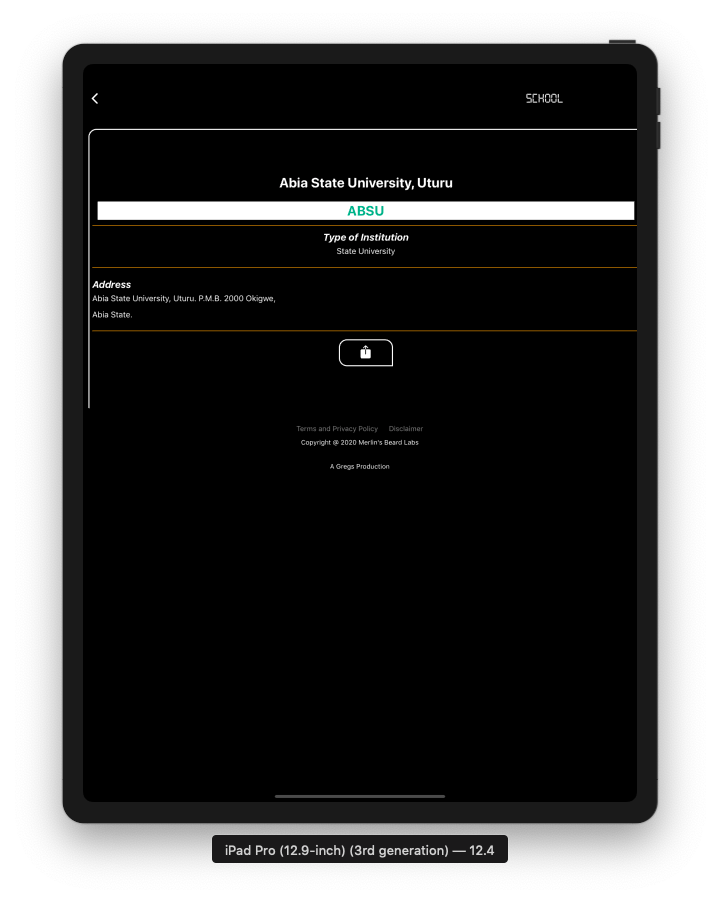 SCHOOL
Abia State University, Uturu
ABSU
Type of Institution
State University
Address
Abia State University, Uturu. P.M.B. 2000 Okigwe,
Abia State.
Terms and Privacy Policy Disclaimer
Copyright @ 2020 Merlin's Beard Labs
A Gregs Production
iPad Pro (12.9-inch) (3rd generation) — 12.4